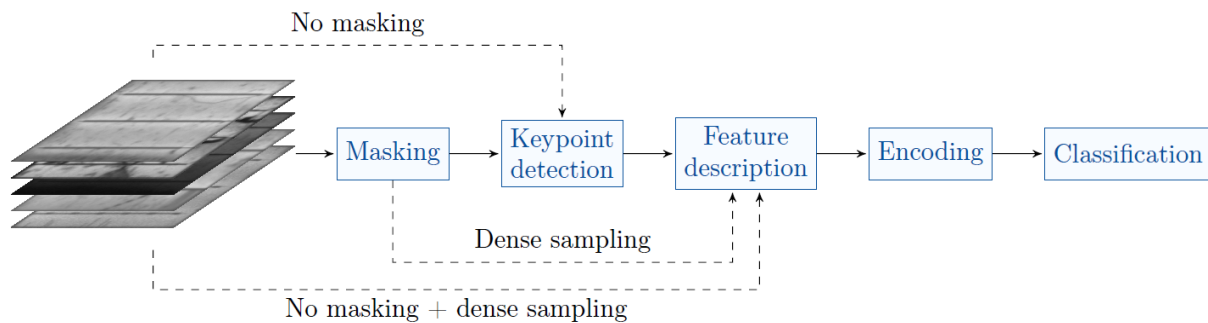 No masking
Masking
Keypoint
detection
Feature
description
Encoding
Classification
Dense sampling
No masking + dense sampling